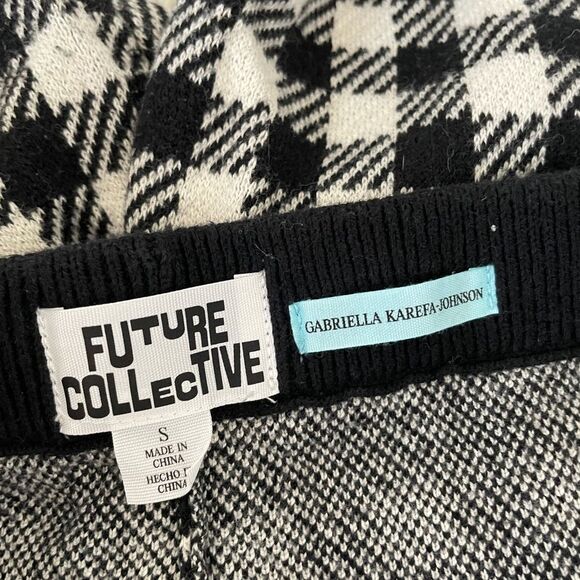 FUTURE
COLLECTIVE
GABRIELLA KAREFA-JOHNSON
S
MADE IN
CHINA
HECHO
CHINA